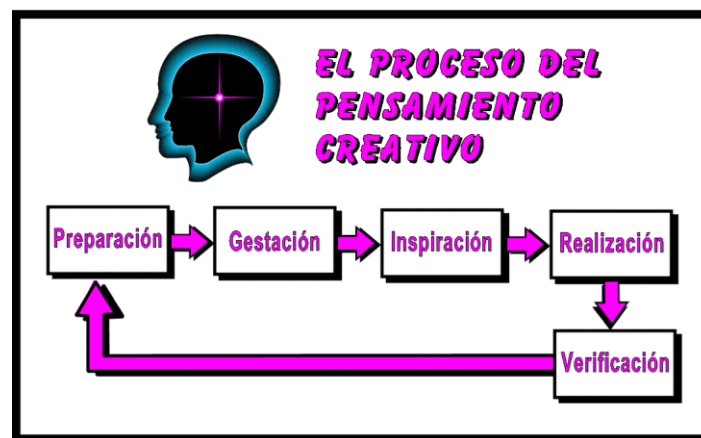 EL PROCESO DEL
PENSAMIENTO
CREATIVO
Preparación
Gestación
Inspiración
Realización
Verificación